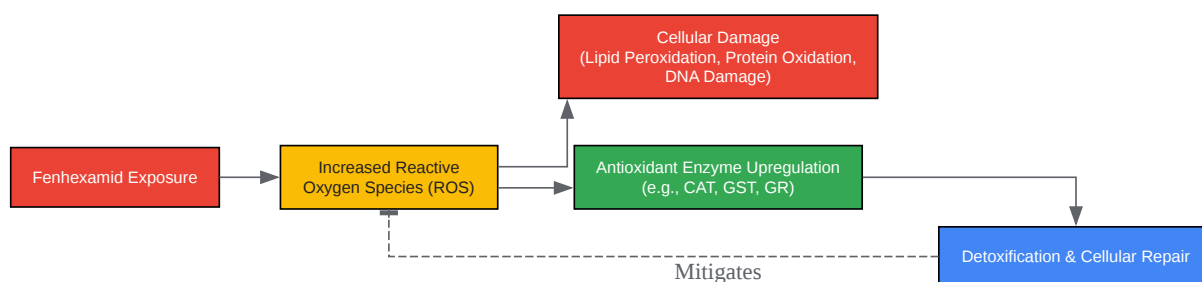 Cellular Damage
(Lipid Peroxidation, Protein Oxidation,
DNA Damage)
Fenhexamid Exposure
Increased Reactive
Oxygen Species (ROS)
Antioxidant Enzyme Upregulation
(e.g., CAT, GST, GR)
Detoxification & Cellular Repair
Mitigates